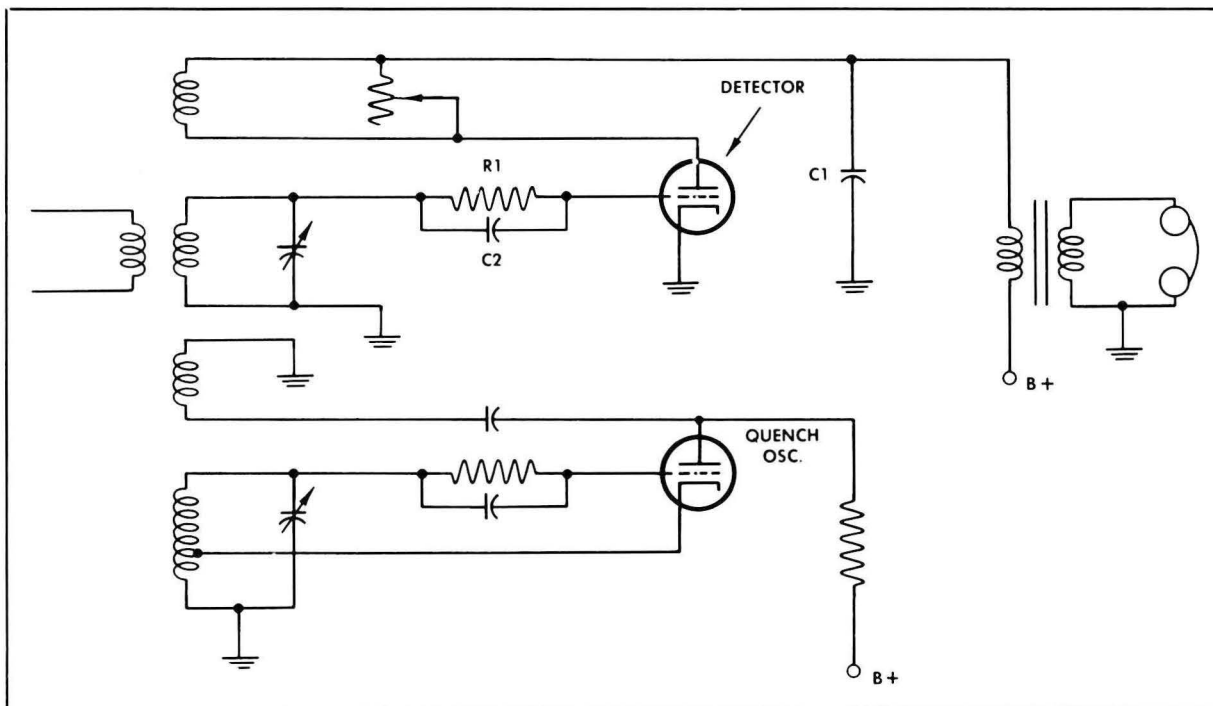 DETECTOR
R1
C1
C2
B+
QUENCH
OSC.
B+